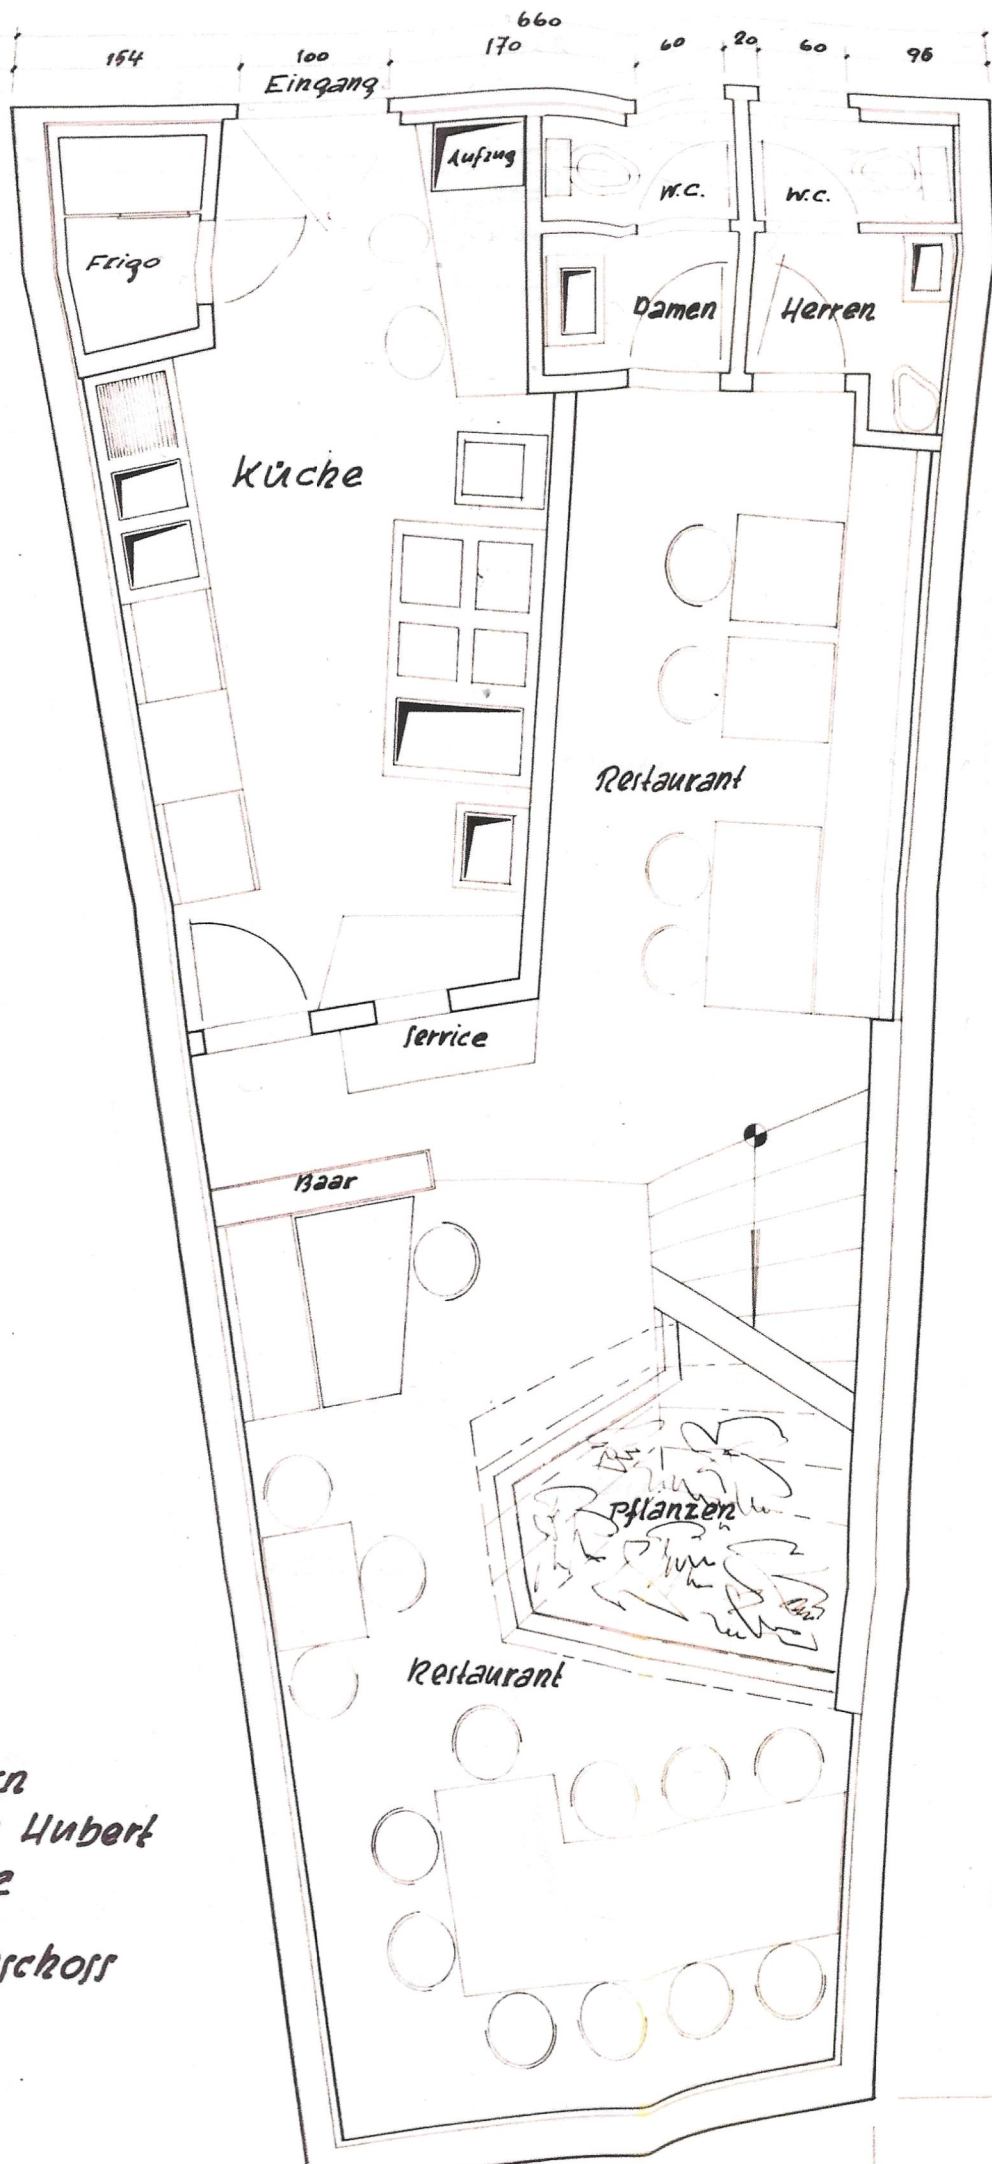 660
154 100 170 60 20 60 96
Eingang
Aufzug
W.C. W.C.
Frigo
Damen Herren
Küche
Restaurant
Service
Baar
Pflanzen
Restaurant
Hubert